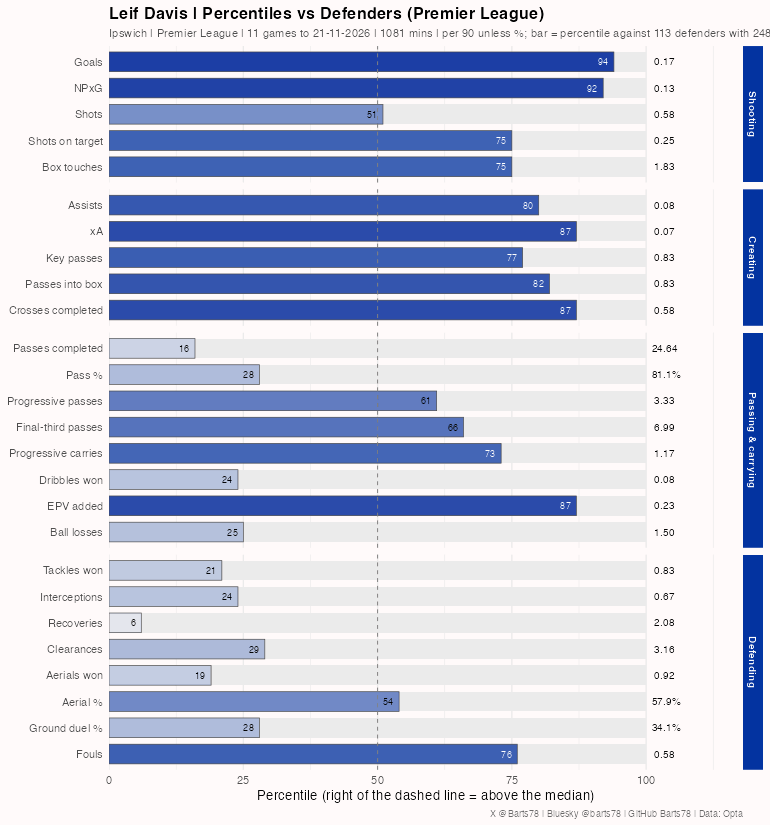 Leif Davis | Percentiles vs Defenders (Premier League)
Ipswich | Premier League | 11 games to 21-11-2026 | 1081 mins | per 90 unless %; bar = percentile against 113 defenders with 248
Goals 94 0.17
NPxG 92 0.13
Shots 51 0.58
Shots on target 75 0.25
Box touches 75 1.83
Shooting
Assists 80 0.08
xA 87 0.07
Key passes 77 0.83
Passes into box 82 0.83
Crosses completed 87 0.58
Creating
Passes completed 16 24.64
Pass % 28 81.1%
Progressive passes 61 3.33
Final-third passes 66 6.99
Progressive carries 73 1.17
Dribbles won 24 0.08
EPV added 87 0.23
Ball losses 25 1.50
Passing & carrying
Tackles won 21 0.83
Interceptions 24 0.67
Recoveries 6 2.08
Clearances 29 3.16
Aerials won 19 0.92
Aerial % 54 57.9%
Ground duel % 28 34.1%
Fouls 76 0.58
Defending
0 25 50 75 100
Percentile (right of the dashed line = above the median)
X @Barts78 | Bluesky @barts78 | GitHub Barts78 | Data: Opta